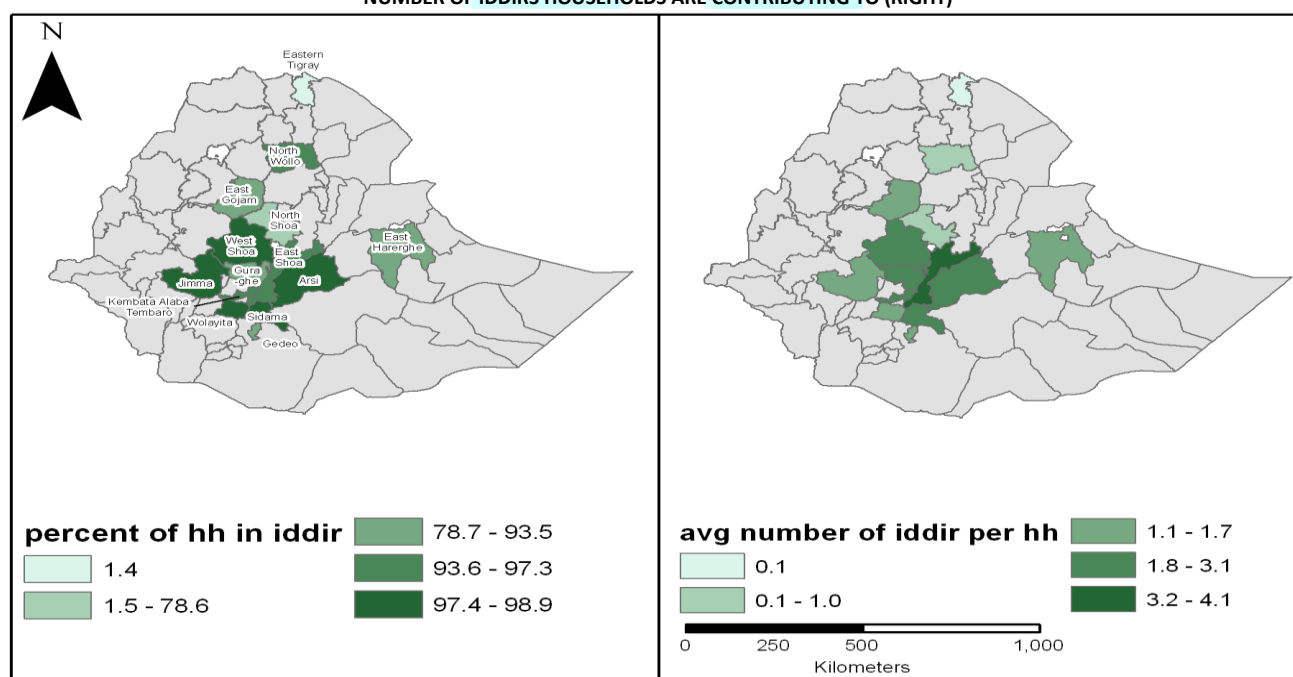 NUMBER OF IDDIRS HOUSEHOLDS ARE CONTRIBUTING TO (RIGHT)
N
Eastern
Tigray
North
Wollo
East
Gojam
North
Shoa
West
Shoa
East
Shoa
East
Harerghe
Gura
-ghe
Jimma
Arsi
Kembata Alaba
Tembaro
Wolayita
Sidama
Gedeo
percent of hh in iddir
1.4
1.5 - 78.6
78.7 - 93.5
93.6 - 97.3
97.4 - 98.9
avg number of iddir per hh
0.1
0.1 - 1.0
1.1 - 1.7
1.8 - 3.1
3.2 - 4.1
0 250 500 1,000
Kilometers